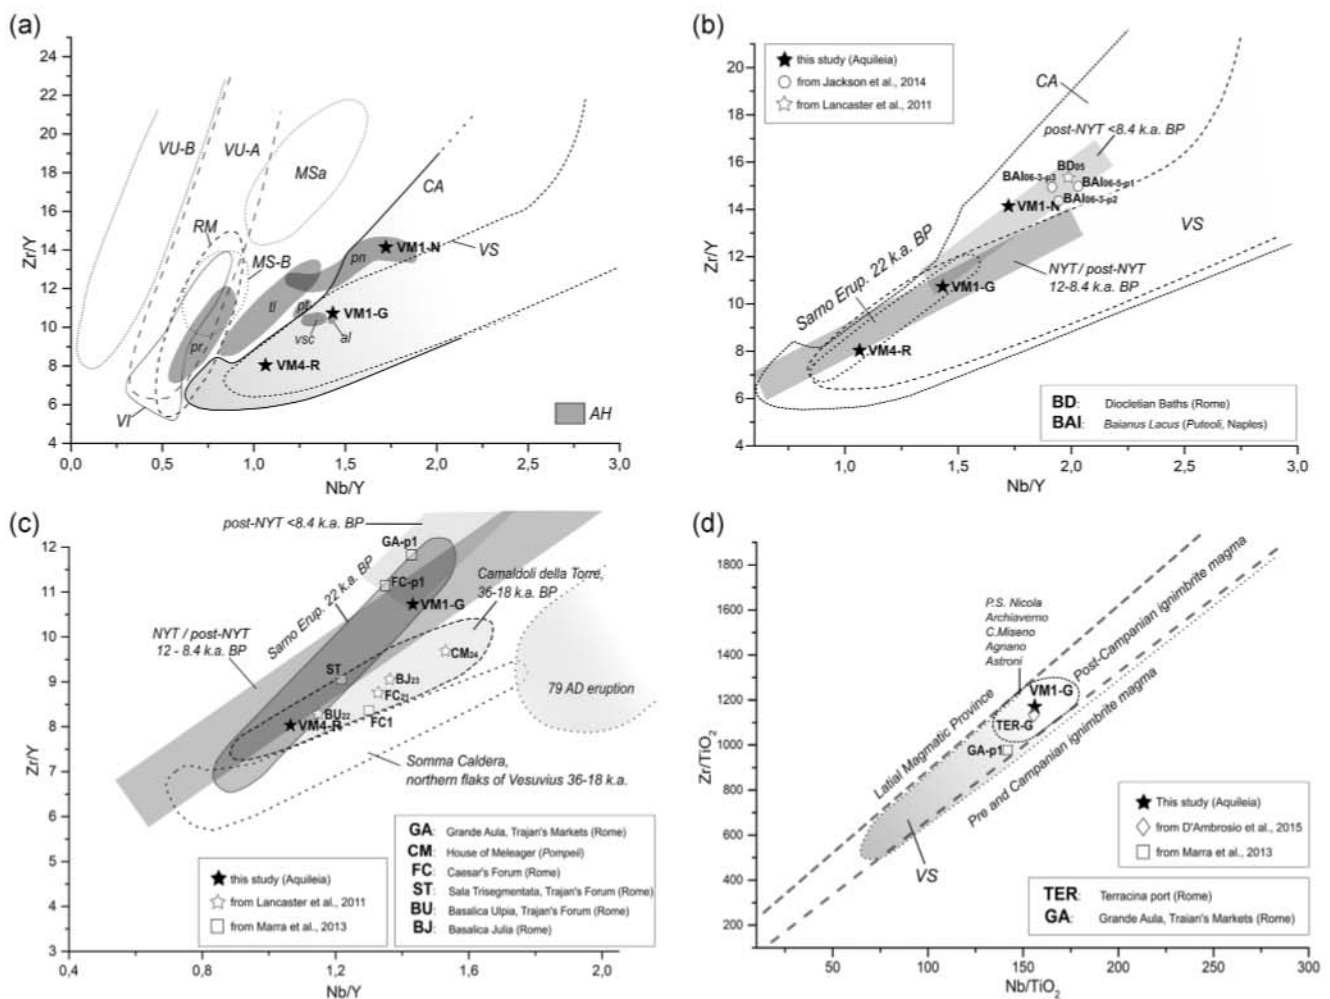 (a)
24
22
20
18
16
14
12
10
8
6
4
Zr/Y
0,0
0,5
1,0
1,5
2,0
2,5
3,0
Nb/Y
VU-B
VU-A
MSa
CA
RM
MS-B
VS
VM1-N
pn
tl
pt
VM1-G
vsc
al
pr
VM4-R
VI
AH
(b)
24
22
20
18
16
14
12
10
8
6
4
Zr/Y
1,0
1,5
2,0
2,5
3,0
Nb/Y
this study (Aquileia)
from Jackson et al., 2014
from Lancaster et al., 2011
CA
post-NYT <8.4 k.a. BP
BD05
BAI06-3-p3
BAI06-5-p1
BAI06-3-p2
VM1-N
VS
Sarno Erup. 22 k.a. BP
NYT/post-NYT
12-8.4 k.a. BP
VM1-G
VM4-R
BD: Diocletian Baths (Rome)
BAI: Baianus Lacus (Puteoli, Naples)
(c)
12
11
10
9
8
7
6
5
4
3
Zr/Y
0,4
0,8
1,2
1,6
2,0
Nb/Y
post-NYT <8.4 k.a. BP
GA-p1
Sarno Erup. 22 k.a. BP
FC-p1
Camaldoli della Torre,
36-18 k.a. BP
VM1-G
NYT / post-NYT
12 - 8.4 k.a. BP
ST
CM24
BJ23
FC21
79 AD eruption
BU22
VM4-R
FC1
Somma Caldera,
northern flaks of Vesuvius 36-18 k.a.
this study (Aquileia)
from Lancaster et al., 2011
from Marra et al., 2013
GA: Grande Aula, Trajan's Markets (Rome)
CM: House of Meleager (Pompeii)
FC: Caesar's Forum (Rome)
ST: Sala Trisegmentata, Trajan's Forum (Rome)
BU: Basalica Ulpia, Trajan's Forum (Rome)
BJ: Basalica Julia (Rome)
(d)
1800
1600
1400
1200
1000
800
600
400
200
Zr/TiO2
50
100
150
200
250
300
Nb/TiO2
P.S. Nicola
Archiaverno
C.Miseno
Agnano
Astroni
Post-Campanian ignimbrite magma
Latial Magmatic Province
VM1-G
TER-G
GA-p1
Pre and Campanian ignimbrite magma
VS
This study (Aquileia)
from D'Ambrosio et al., 2015
from Marra et al., 2013
TER: Terracina port (Rome)
GA: Grande Aula, Traian's Markets (Rome)